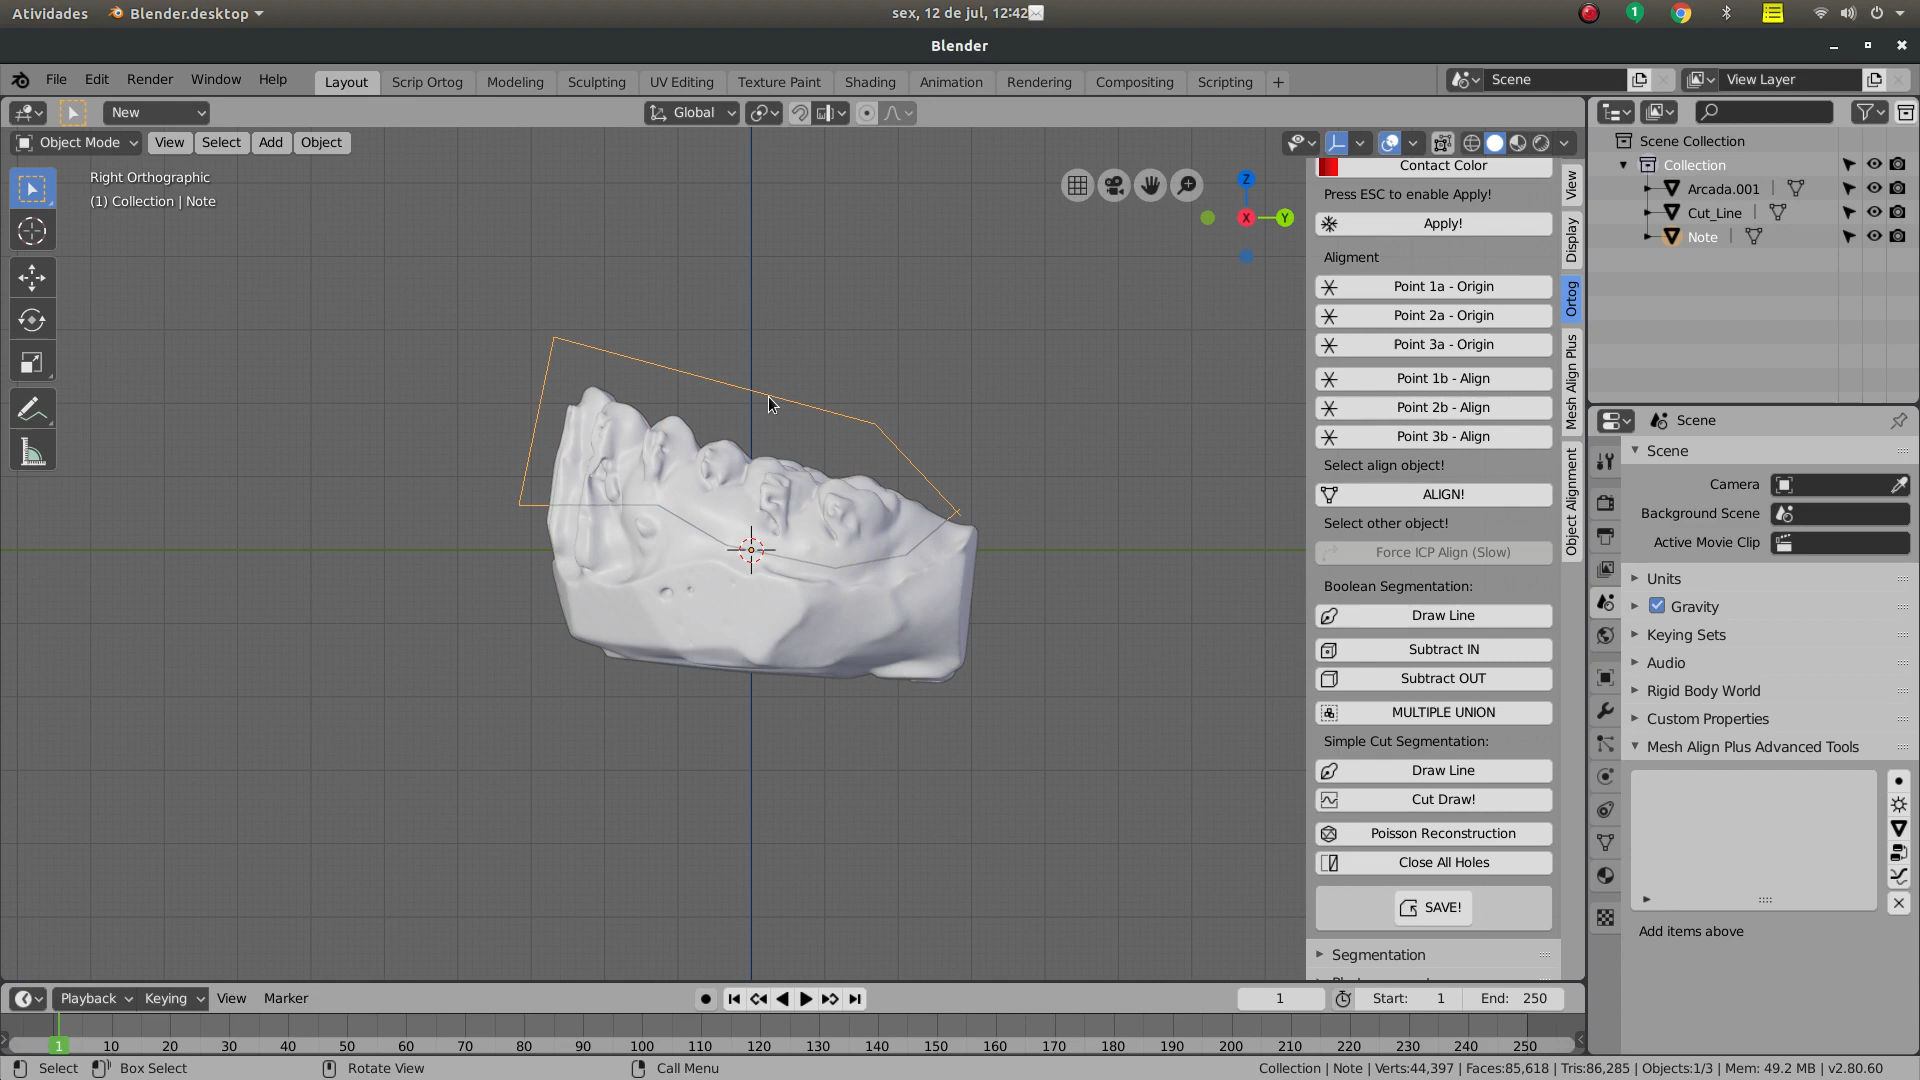 Atividades Blender.desktop sex, 12 de jul, 12:42 1
Blender
File Edit Render Window Help Layout Scrip Ortog Modeling Sculpting UV Editing Texture Paint Shading Animation Rendering Compositing Scripting + Scene View Layer
New Global
Object Mode View Select Add Object
Right Orthographic
(1) Collection | Note
Z
X
Y
Contact Color
Press ESC to enable Apply!
Apply!
Aligment
Point 1a - Origin
Point 2a - Origin
Point 3a - Origin
Point 1b - Align
Point 2b - Align
Point 3b - Align
Select align object!
ALIGN!
Select other object!
Force ICP Align (Slow)
Boolean Segmentation:
Draw Line
Subtract IN
Subtract OUT
MULTIPLE UNION
Simple Cut Segmentation:
Draw Line
Cut Draw!
Poisson Reconstruction
Close All Holes
SAVE!
Segmentation
View
Display
Ortog
Mesh Align Plus
Object Alignment
Scene Collection
Collection
Arcada.001
Cut_Line
Note
Scene
Scene
Camera
Background Scene
Active Movie Clip
Units
Gravity
Keying Sets
Audio
Rigid Body World
Custom Properties
Mesh Align Plus Advanced Tools
Add items above
Playback Keying View Marker 1 Start: 1 End: 250
1 10 20 30 40 50 60 70 80 90 100 110 120 130 140 150 160 170 180 190 200 210 220 230 240 250
Select Box Select Rotate View Call Menu Collection | Note | Verts:44,397 | Faces:85,618 | Tris:86,285 | Objects:1/3 | Mem: 49.2 MB | v2.80.60